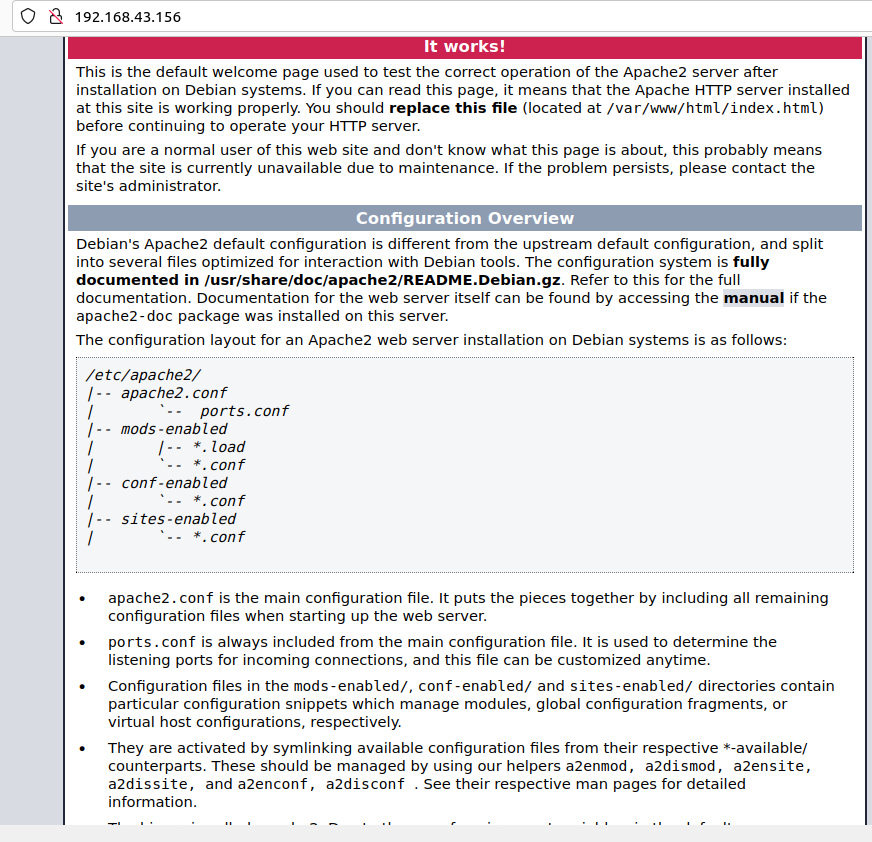 192.168.43.156
It works!
This is the default welcome page used to test the correct operation of the Apache2 server after
installation on Debian systems. If you can read this page, it means that the Apache HTTP server installed
at this site is working properly. You should replace this file (located at /var/www/html/index.html)
before continuing to operate your HTTP server.
If you are a normal user of this web site and don't know what this page is about, this probably means
that the site is currently unavailable due to maintenance. If the problem persists, please contact the
site's administrator.
Configuration Overview
Debian's Apache2 default configuration is different from the upstream default configuration, and split
into several files optimized for interaction with Debian tools. The configuration system is fully
documented in /usr/share/doc/apache2/README.Debian.gz. Refer to this for the full
documentation. Documentation for the web server itself can be found by accessing the manual if the
apache2-doc package was installed on this server.
The configuration layout for an Apache2 web server installation on Debian systems is as follows:
/etc/apache2/
|-- apache2.conf
|       `--  ports.conf
|-- mods-enabled
|       |-- *.load
|       `-- *.conf
|-- conf-enabled
|       `-- *.conf
|-- sites-enabled
|       `-- *.conf
• apache2.conf is the main configuration file. It puts the pieces together by including all remaining
configuration files when starting up the web server.
• ports.conf is always included from the main configuration file. It is used to determine the
listening ports for incoming connections, and this file can be customized anytime.
• Configuration files in the mods-enabled/, conf-enabled/ and sites-enabled/ directories contain
particular configuration snippets which manage modules, global configuration fragments, or
virtual host configurations, respectively.
• They are activated by symlinking available configuration files from their respective *-available/
counterparts. These should be managed by using our helpers a2enmod, a2dismod, a2ensite,
a2dissite, and a2enconf, a2disconf . See their respective man pages for detailed
information.